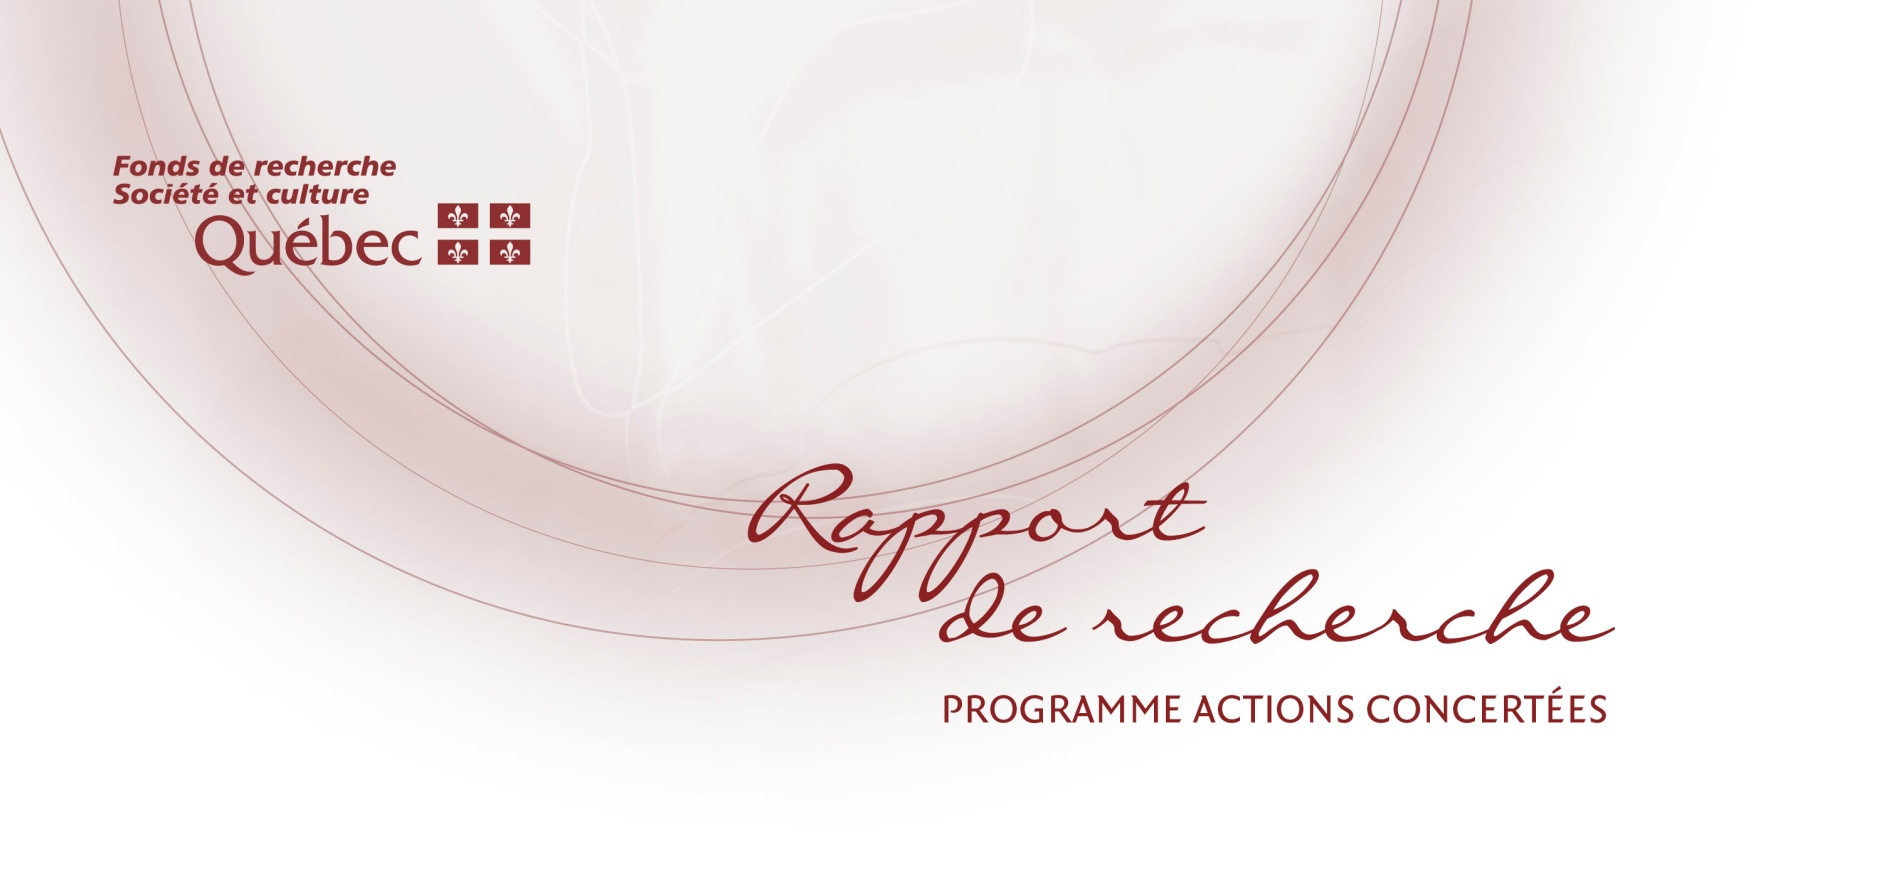 Fonds de recherche
Société et culture
Québec
Rapport
de recherche
PROGRAMME ACTIONS CONCERTÉES